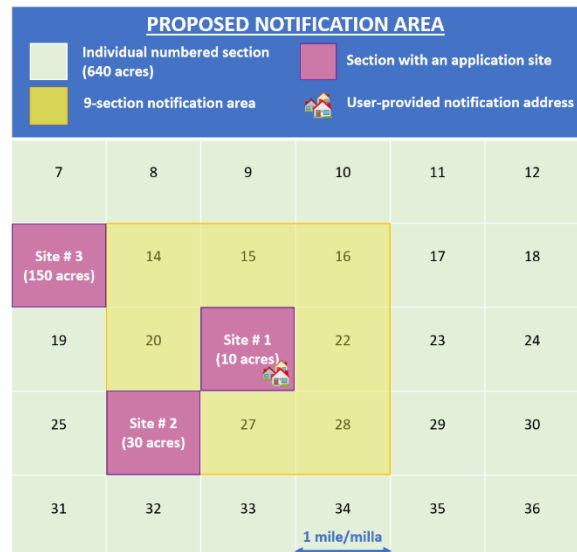 PROPOSED NOTIFICATION AREA
Individual numbered section
(640 acres)
Section with an application site
9-section notification area
User-provided notification address
7 8 9 10 11 12
Site # 3
(150 acres)
14 15 16 17 18
19 20
Site # 1
(10 acres)
22 23 24
25
Site # 2
(30 acres)
27 28 29 30
31 32 33 34 35 36
1 mile/milla